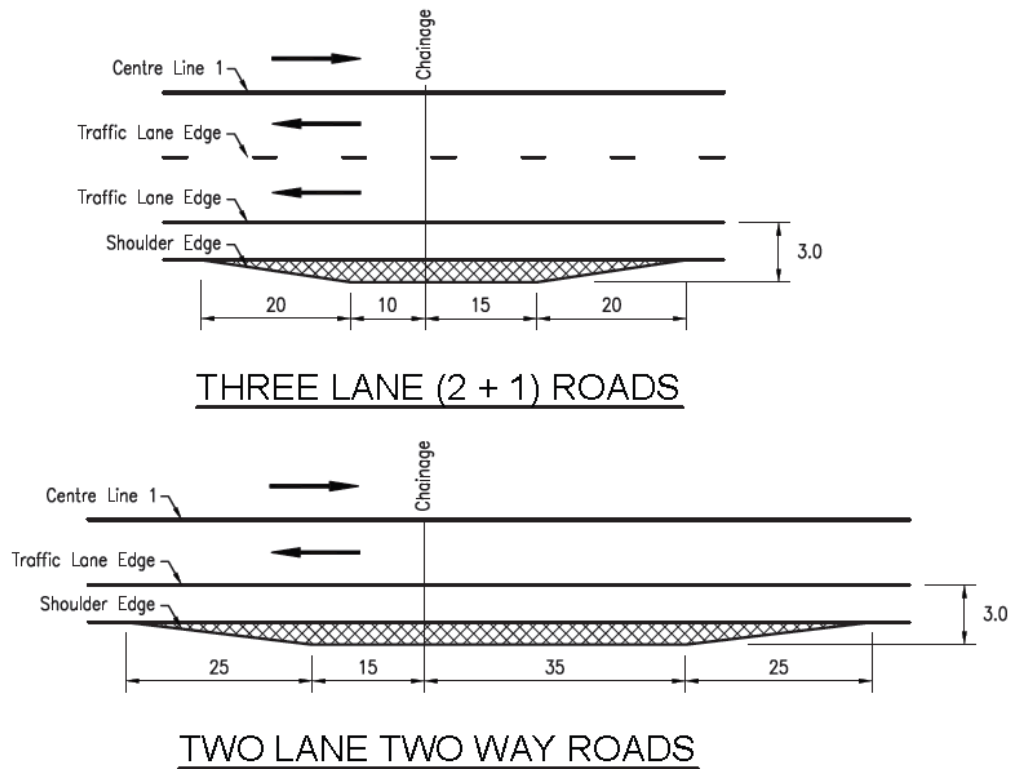 Chainage
Centre Line 1
Traffic Lane Edge
Traffic Lane Edge
Shoulder Edge
3.0
20 10 15 20
THREE LANE (2 + 1) ROADS
Chainage
Centre Line 1
Traffic Lane Edge
Shoulder Edge
3.0
25 15 35 25
TWO LANE TWO WAY ROADS